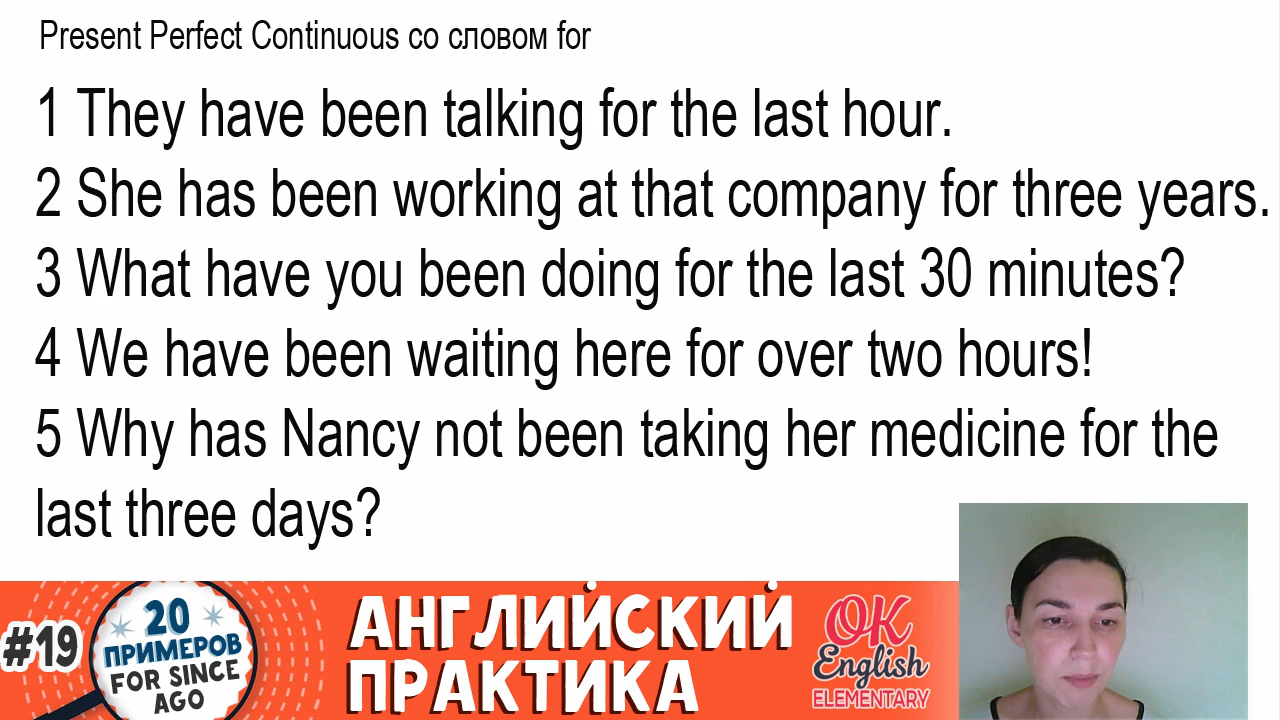 Present Perfect Continuous со словом for
1 They have been talking for the last hour.
2 She has been working at that company for three years.
3 What have you been doing for the last 30 minutes?
4 We have been waiting here for over two hours!
5 Why has Nancy not been taking her medicine for the
last three days?
#19
20
ПРИМЕРОВ
FOR SINCE
AGO
АНГЛИЙСКИЙ
ПРАКТИКА
OK
English
ELEMENTARY